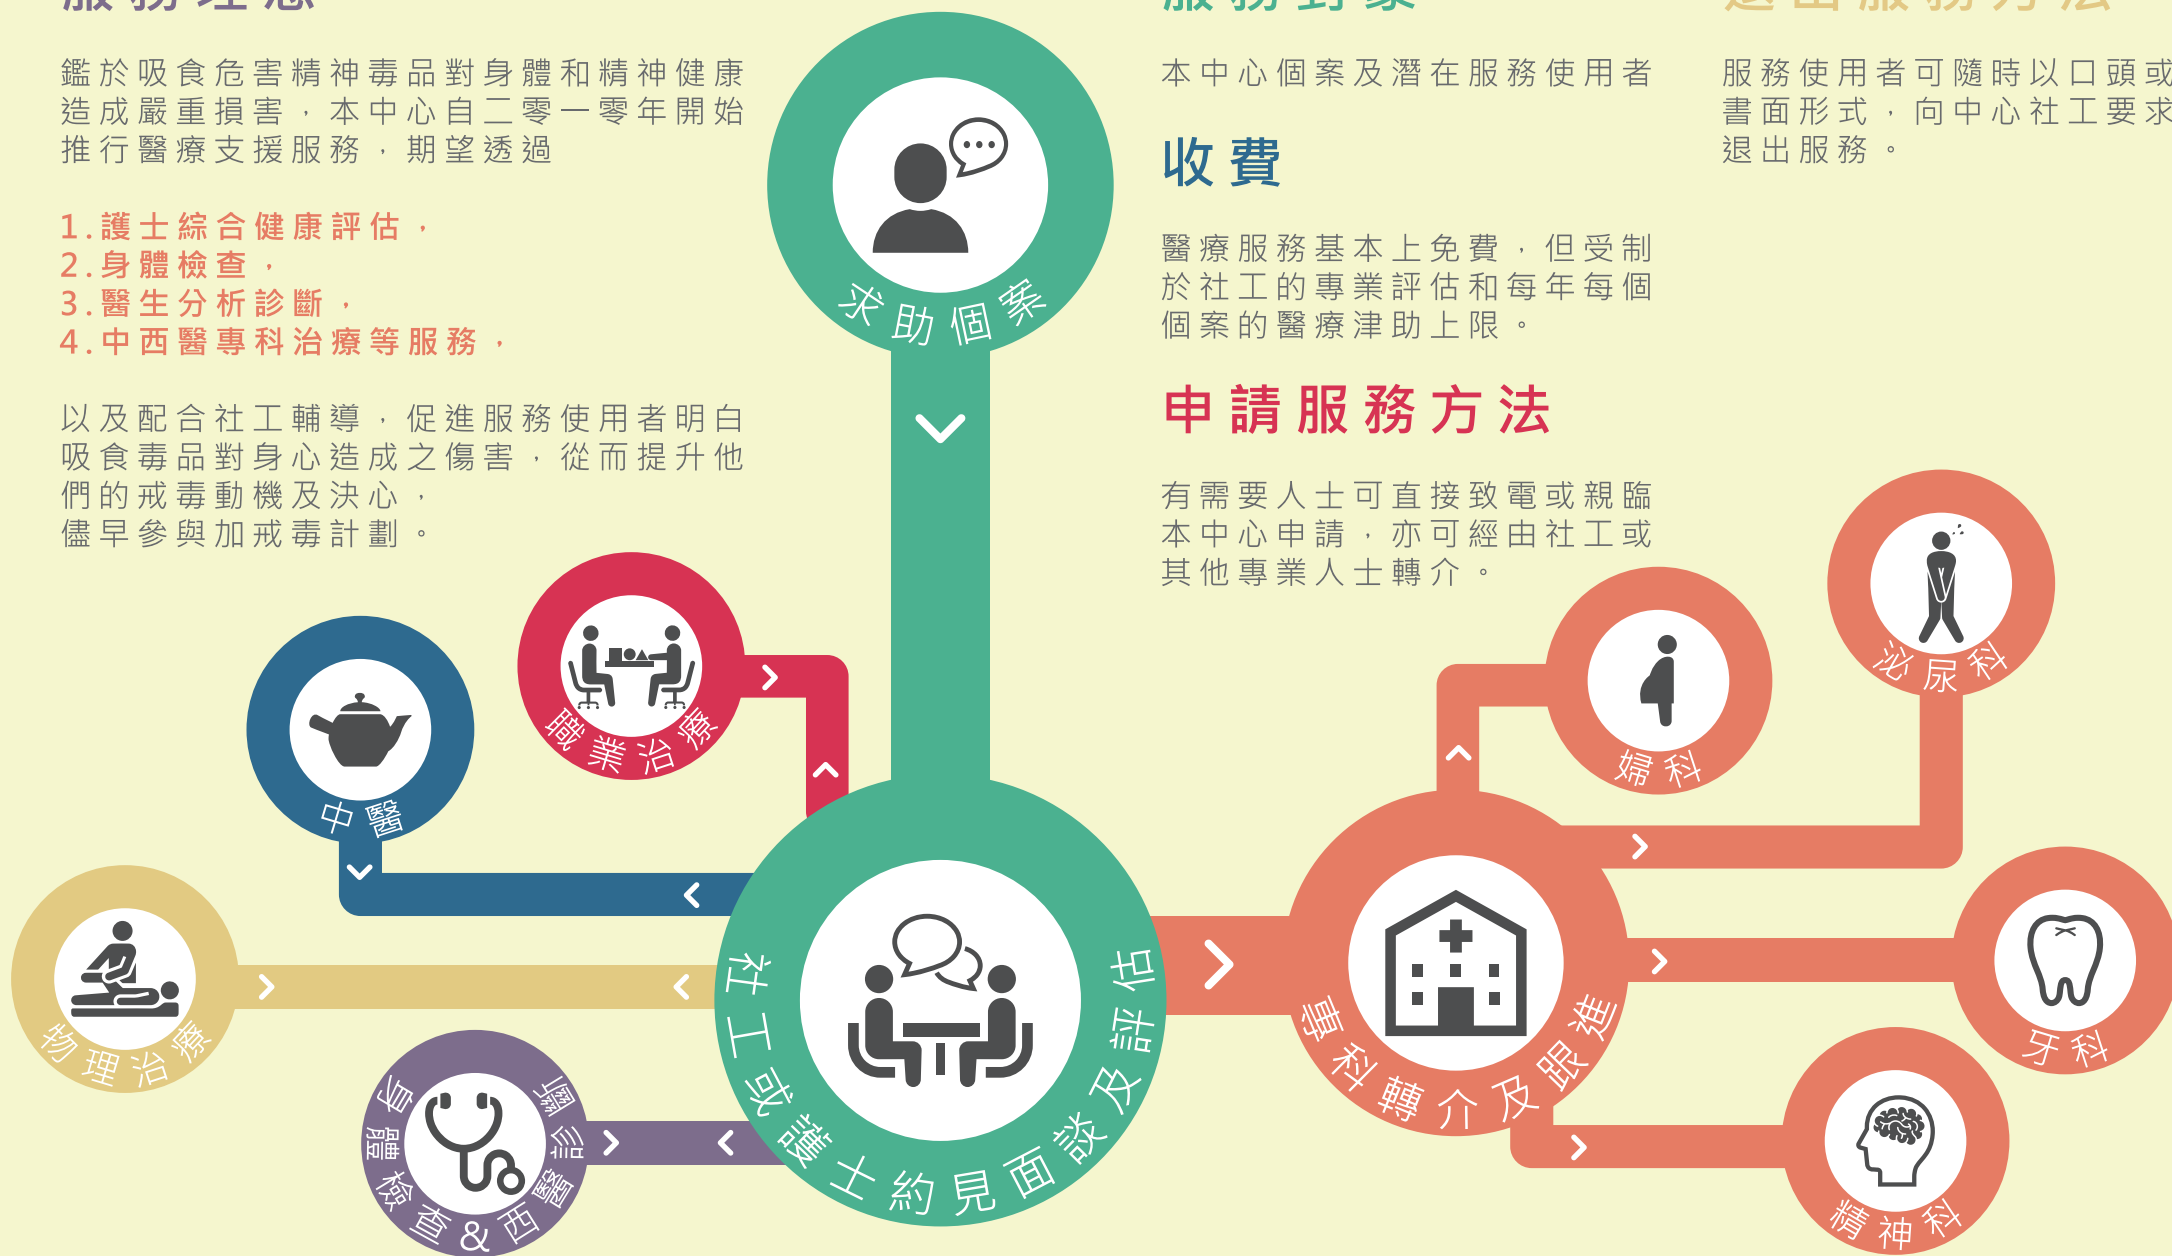 服務理念
鑑於吸食危害精神毒品對身體和精神健康
造成嚴重損害，本中心自二零一零年開始
推行醫療支援服務，期望透過
1.護士綜合健康評估，
2.身體檢查，
3.醫生分析診斷，
4.中西醫專科治療等服務，
以及配合社工輔導，促進服務使用者明白
吸食毒品對身心造成之傷害，從而提升他
們的戒毒動機及決心，
儘早參與加戒毒計劃。
服務對象
本中心個案及潛在服務使用者
收費
醫療服務基本上免費，但受制
於社工的專業評估和每年每個
個案的醫療津助上限。
申請服務方法
有需要人士可直接致電或親臨
本中心申請，亦可經由社工或
其他專業人士轉介。
退出服務方法
服務使用者可隨時以口頭或
書面形式，向中心社工要求
退出服務。
求助個案
職業治療
中醫
物理治療
身體檢查&西醫診斷
社工或護士約見面談及評估
專科轉介及跟進
婦科
泌尿科
牙科
精神科